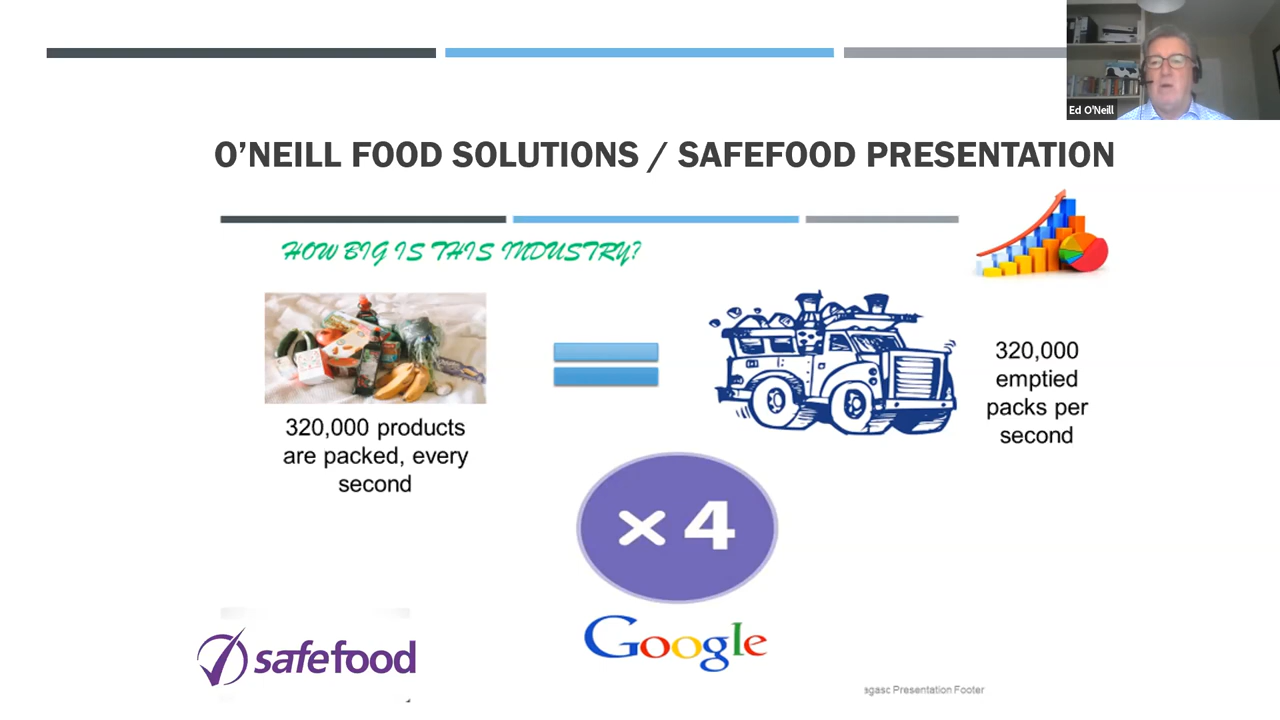 Ed O'Neill
O'NEILL FOOD SOLUTIONS / SAFEFOOD PRESENTATION
HOW BIG IS THIS INDUSTRY?
320,000 products
are packed, every
second
320,000
emptied
packs per
second
× 4
Google
safefood
agasc Presentation Footer